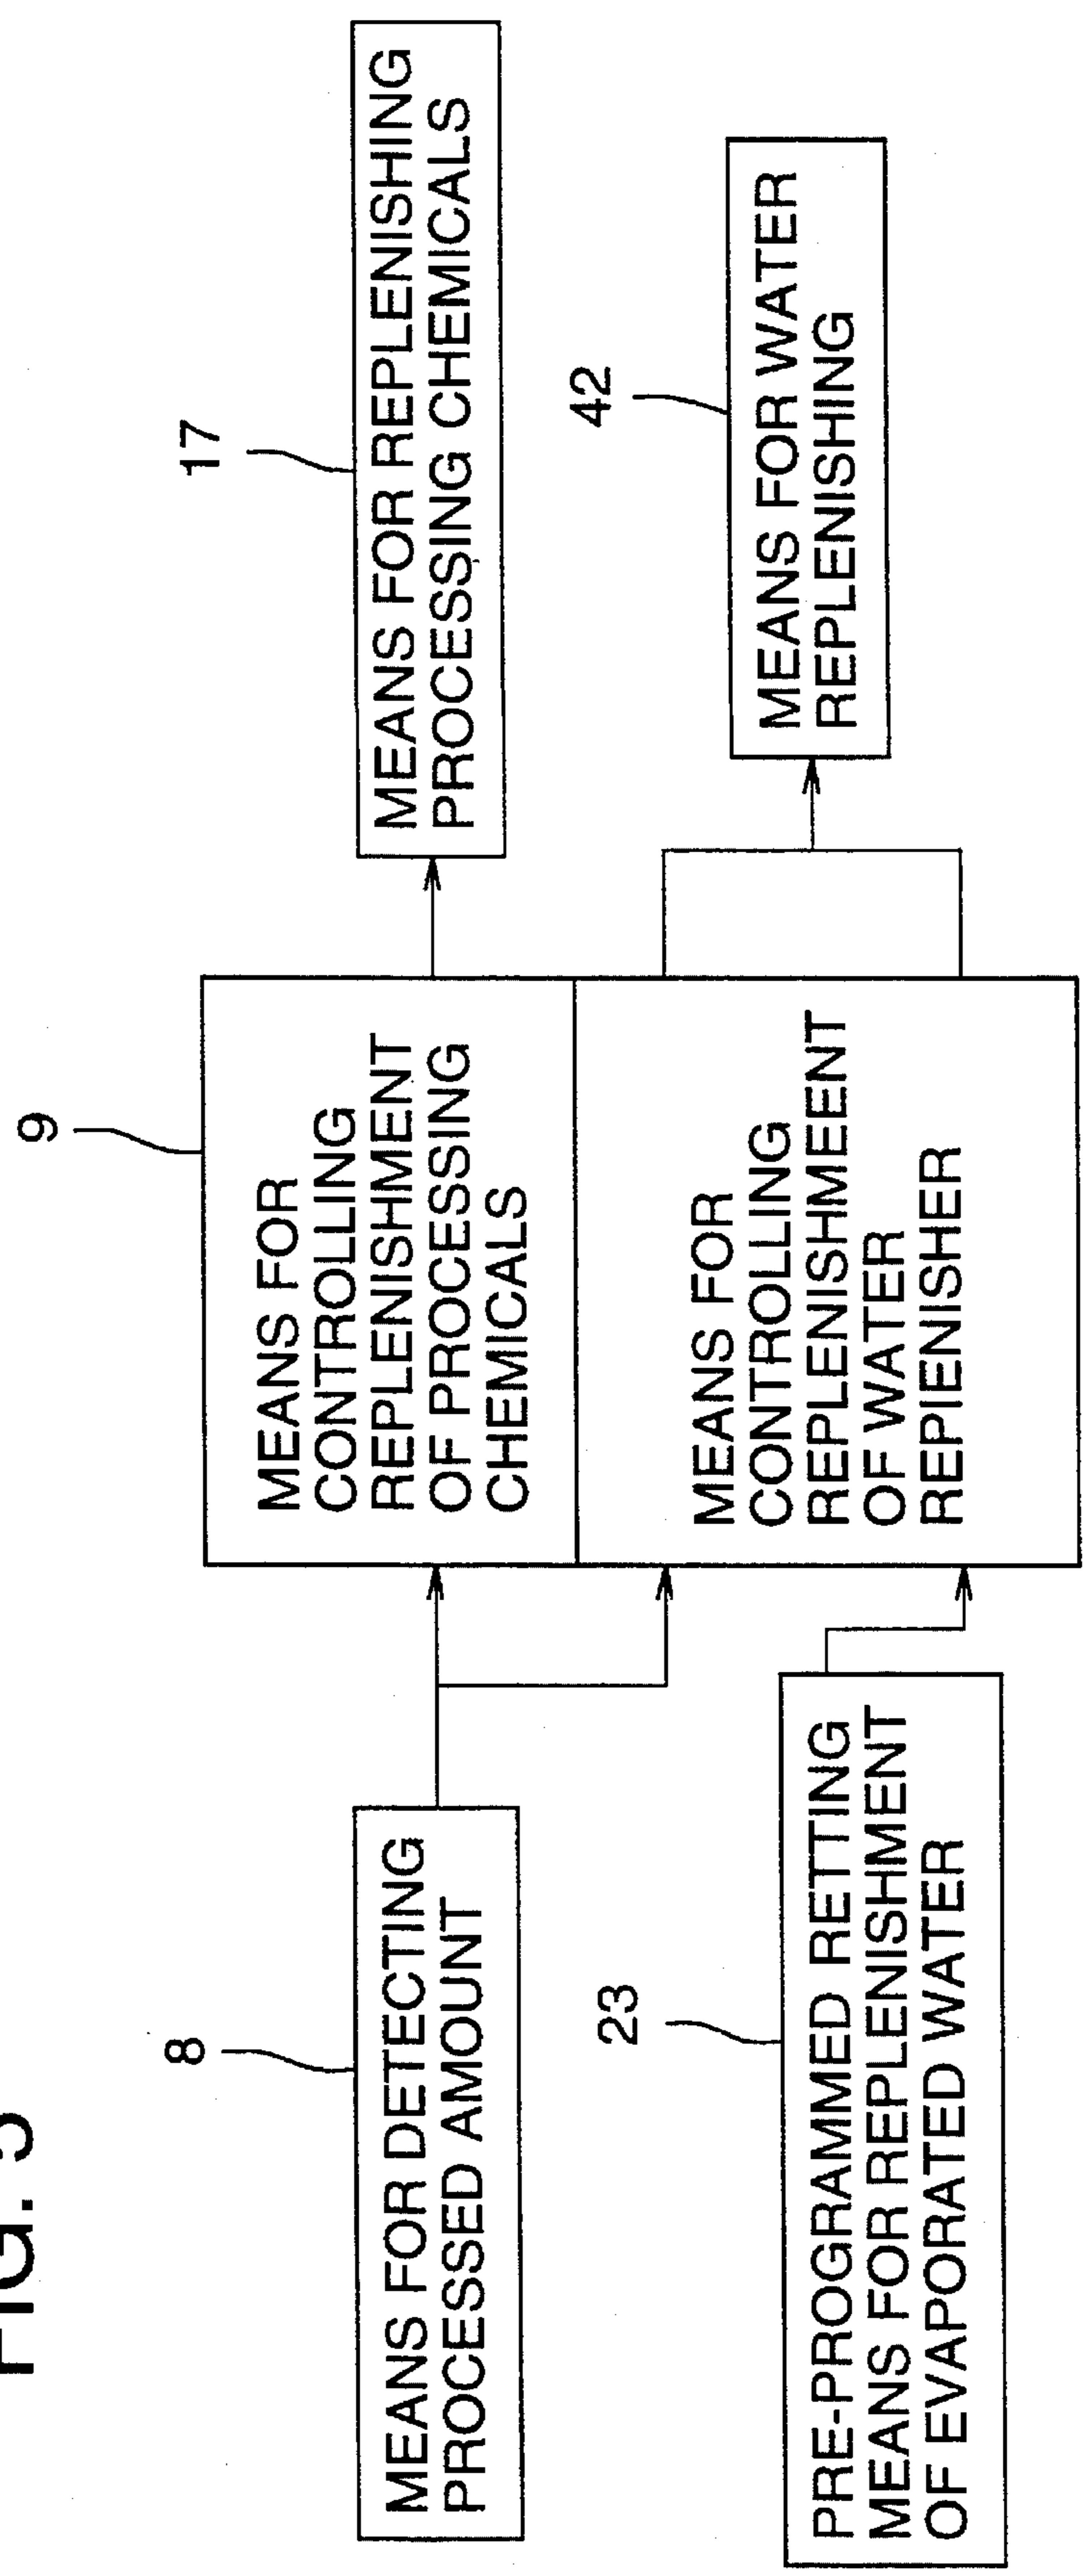 FIG. 5
8
MEANS FOR DETECTING
PROCESSED AMOUNT
23
PRE-PROGRAMMED RETTING
MEANS FOR REPLENISHMENT
OF EVAPORATED WATER
9
MEANS FOR
CONTROLLING
REPLENISHMENT
OF PROCESSING
CHEMICALS
MEANS FOR
CONTROLLING
REPLENISHMEENT
OF WATER
REPIENISHER
17
MEANS FOR REPLENISHING
PROCESSING CHEMICALS
42
MEANS FOR WATER
REPLENISHING